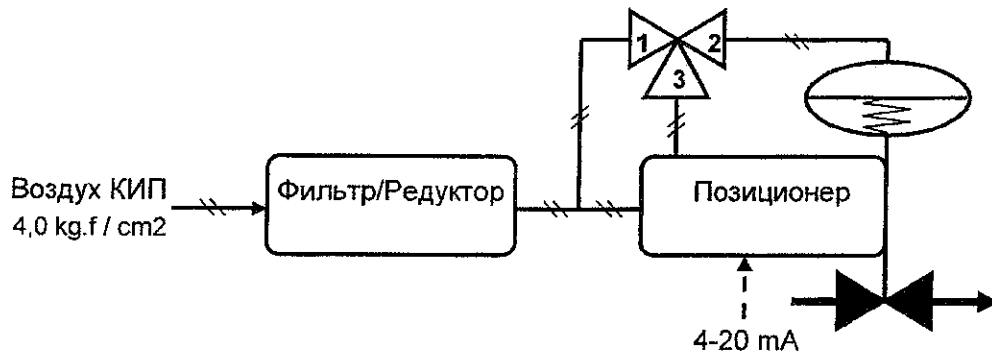 1 2
3
Воздух КИП
4,0 kg.f / cm2
Фильтр/Редуктор
Позиционер
4-20 mA